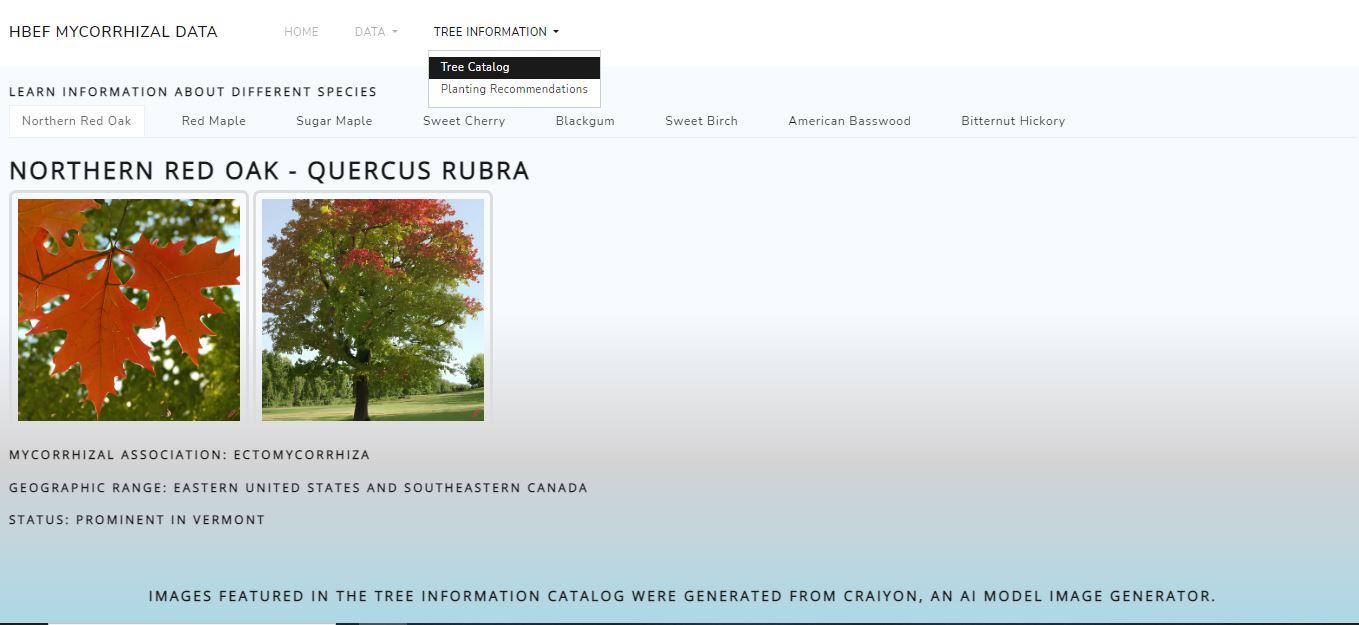 HBEF MYCORRHIZAL DATA HOME DATA TREE INFORMATION
Tree Catalog
Planting Recommendations
LEARN INFORMATION ABOUT DIFFERENT SPECIES
Northern Red Oak Red Maple Sugar Maple Sweet Cherry Blackgum Sweet Birch American Basswood Bitternut Hickory
NORTHERN RED OAK - QUERCUS RUBRA
MYCORRHIZAL ASSOCIATION: ECTOMYCORRHIZA
GEOGRAPHIC RANGE: EASTERN UNITED STATES AND SOUTHEASTERN CANADA
STATUS: PROMINENT IN VERMONT
IMAGES FEATURED IN THE TREE INFORMATION CATALOG WERE GENERATED FROM CRAIYON, AN AI MODEL IMAGE GENERATOR.